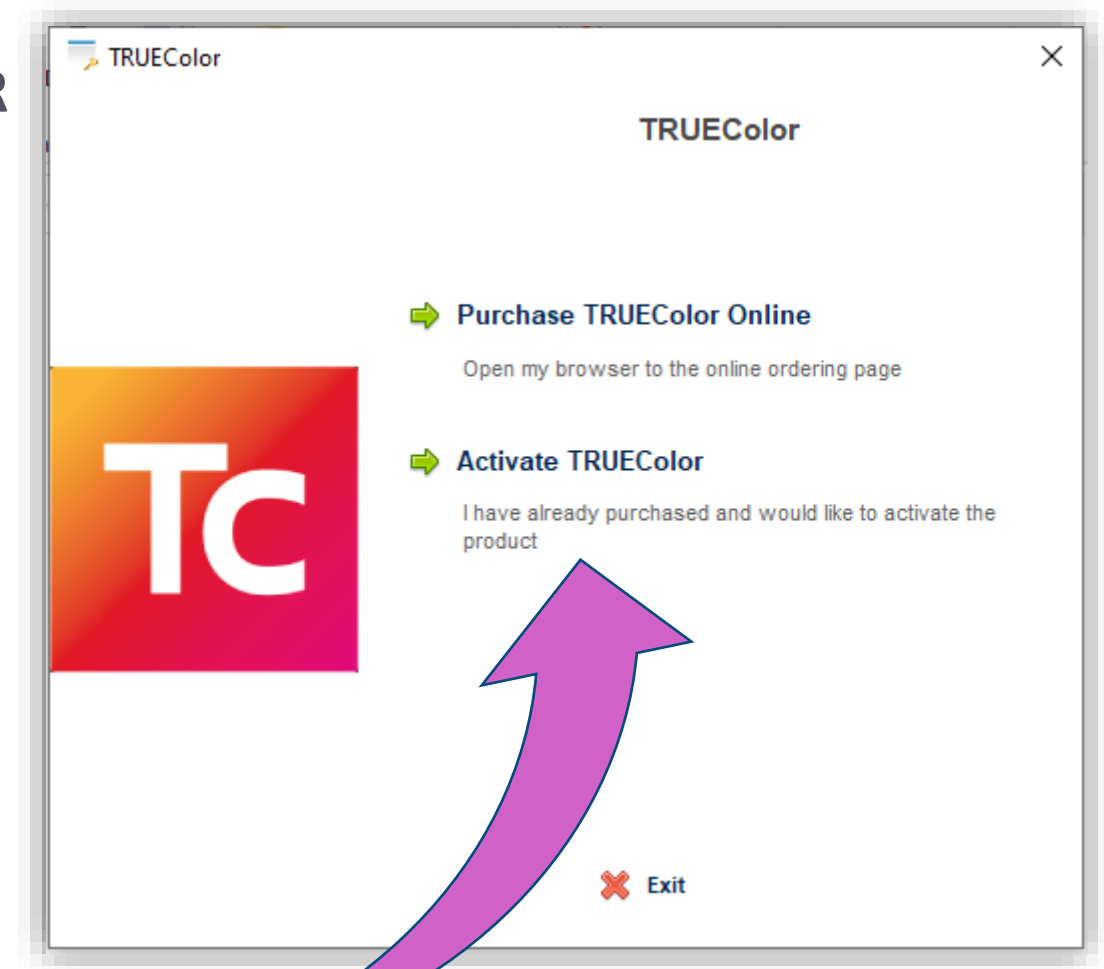 R
TRUEColor
TRUEColor
Purchase TRUEColor Online
Open my browser to the online ordering page
Activate TRUEColor
I have already purchased and would like to activate the
product
Tc
Exit